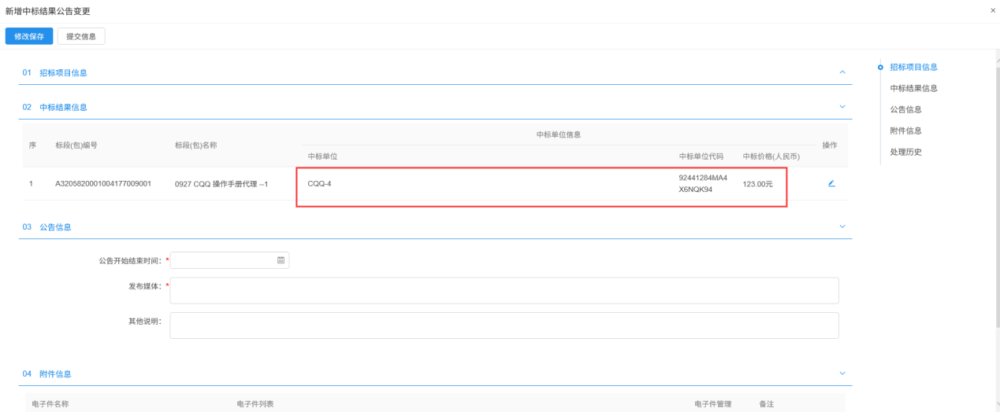 新增中标结果公告变更
×
修改保存 提交信息
01 招标项目信息
02 中标结果信息
序 标段(包)编号 标段(包)名称 中标单位信息 操作
中标单位 中标单位代码 中标价格(人民币)
1 A3205820001004177009001 0927 CQQ 操作手册代理 --1 CQQ-4 92441284MA4
X6NQK94 123.00元
03 公告信息
公告开始结束时间：*
发布媒体：*
其他说明：
04 附件信息
电子件名称 电子件列表 电子件管理 备注
招标项目信息
中标结果信息
公告信息
附件信息
处理历史